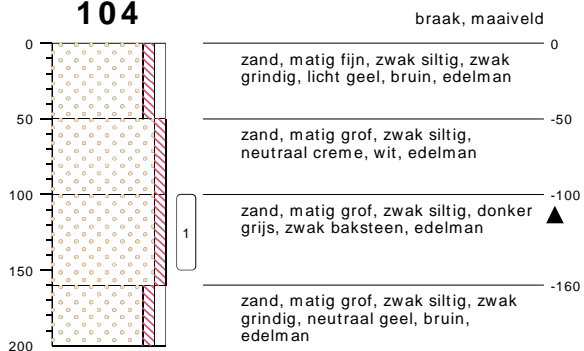 104
braak, maaiveld
0
0
zand, matig fijn, zwak siltig, zwak
grindig, licht geel, bruin, edelman
50
-50
zand, matig grof, zwak siltig,
neutraal creme, wit, edelman
100
-100
zand, matig grof, zwak siltig, donker
grijs, zwak baksteen, edelman
1
150
-160
zand, matig grof, zwak siltig, zwak
grindig, neutraal geel, bruin,
edelman
200